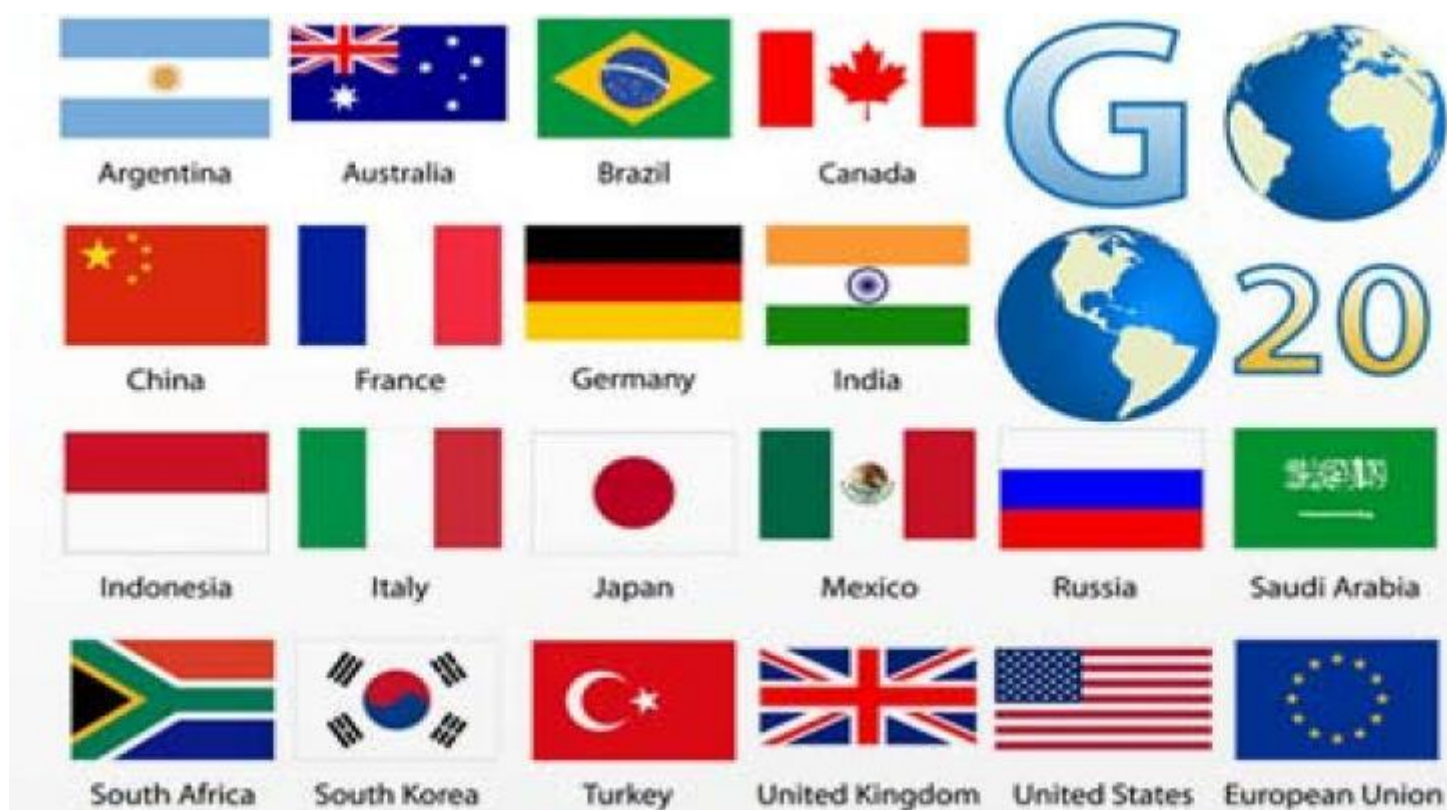 G
Argentina Australia Brazil Canada
20
China France Germany India
Indonesia Italy Japan Mexico Russia Saudi Arabia
South Africa South Korea Turkey United Kingdom United States European Union